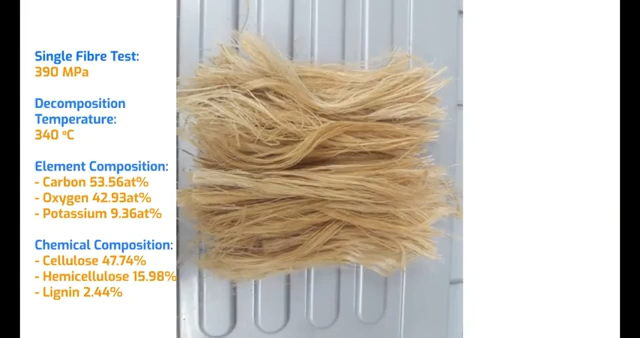 Single Fibre Test:
390 MPa
Decomposition
Temperature:
340 °C
Element Composition:
- Carbon 53.56at%
- Oxygen 42.93at%
- Potassium 9.36at%
Chemical Composition:
- Cellulose 47.74%
- Hemicellulose 15.98%
- Lignin 2.44%